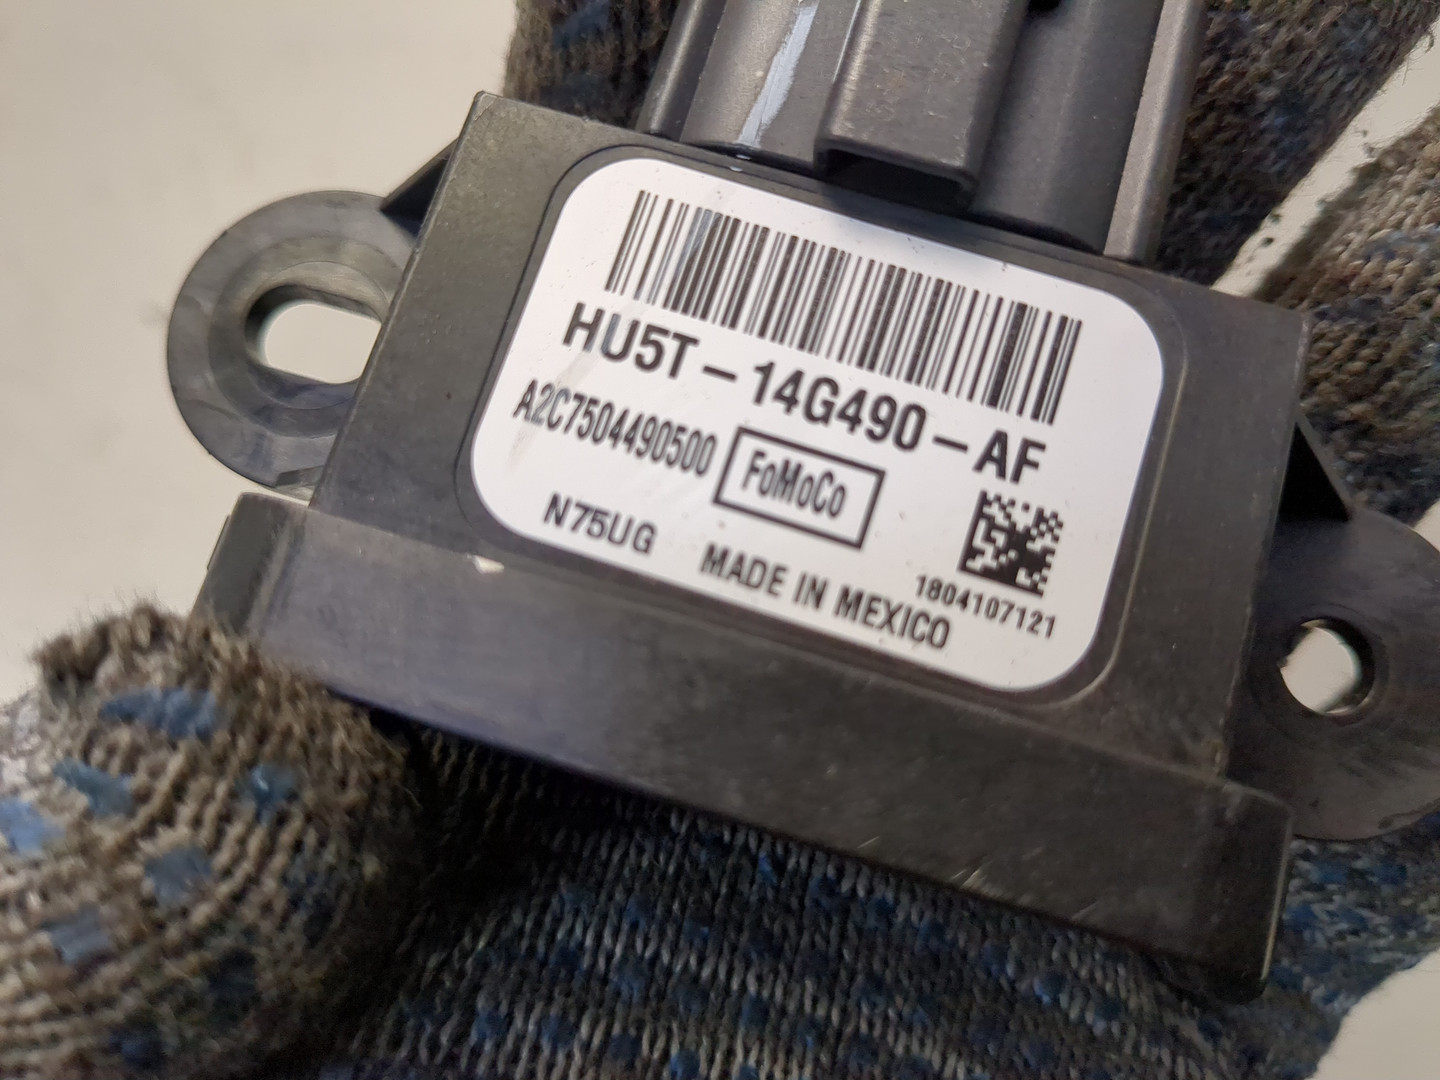 HU5T-14G490-AF
A2C7504490500
FoMoCo
N75UG
MADE IN MEXICO
1804107121